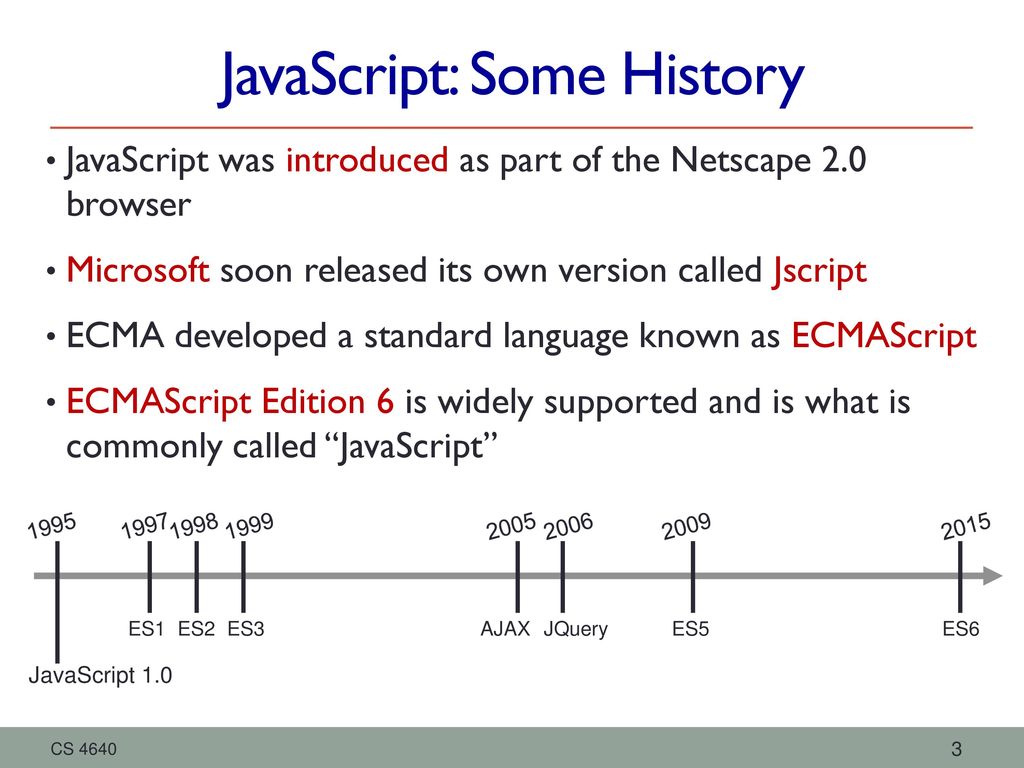 JavaScript: Some History
• JavaScript was introduced as part of the Netscape 2.0
browser
• Microsoft soon released its own version called Jscript
• ECMA developed a standard language known as ECMAScript
• ECMAScript Edition 6 is widely supported and is what is
commonly called “JavaScript”
1995 1997 1998 1999 2005 2006 2009 2015
ES1 ES2 ES3 AJAX JQuery ES5 ES6
JavaScript 1.0
CS 4640 3